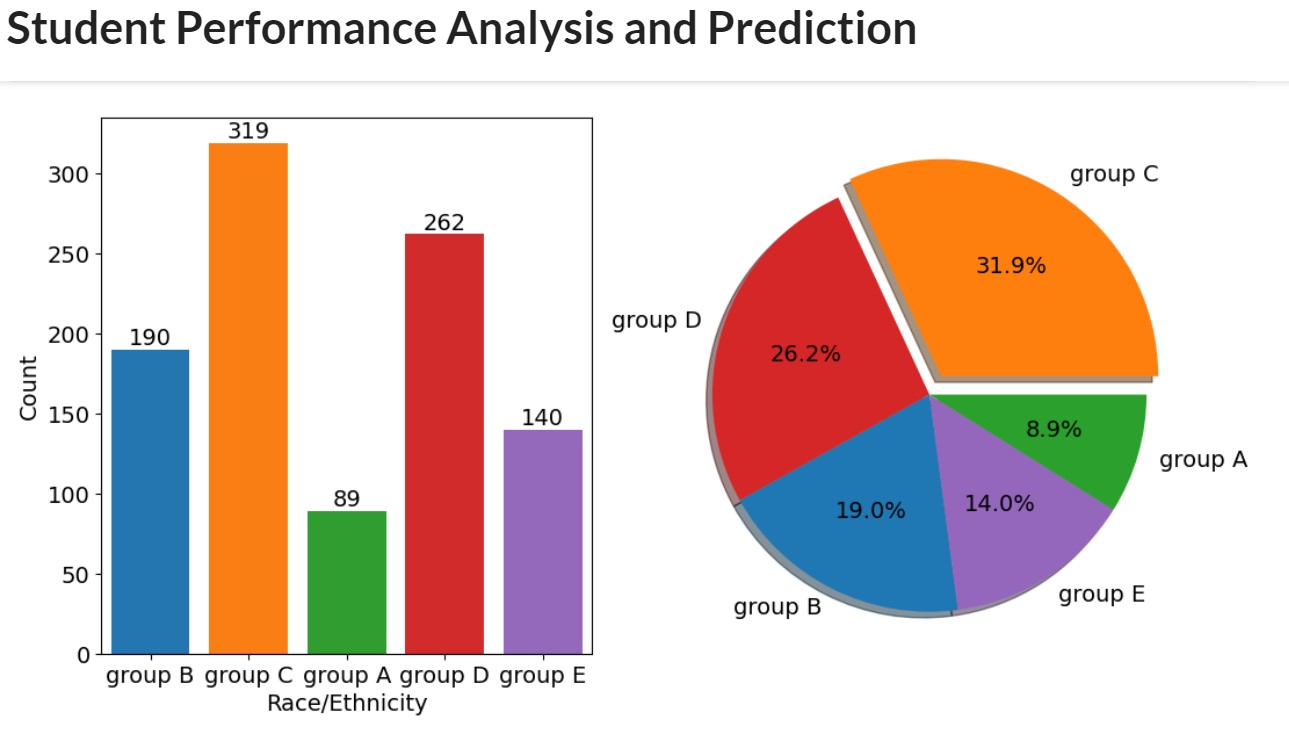 Student Performance Analysis and Prediction
319
300
262
250
200
190
150
140
100
89
50
0
Count
group B group C group A group D group E
Race/Ethnicity
group C
31.9%
group D
26.2%
8.9%
group A
19.0%
14.0%
group B
group E